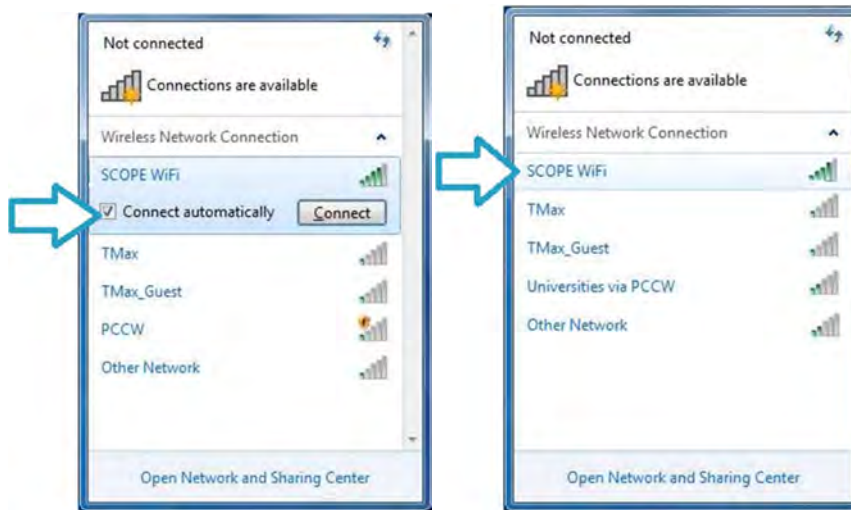 Not connected
Connections are available
Wireless Network Connection
SCOPE WiFi
Connect automatically Connect
TMax
TMax_Guest
PCCW
Other Network
Open Network and Sharing Center
Not connected
Connections are available
Wireless Network Connection
SCOPE WiFi
TMax
TMax_Guest
Universities via PCCW
Other Network
Open Network and Sharing Center